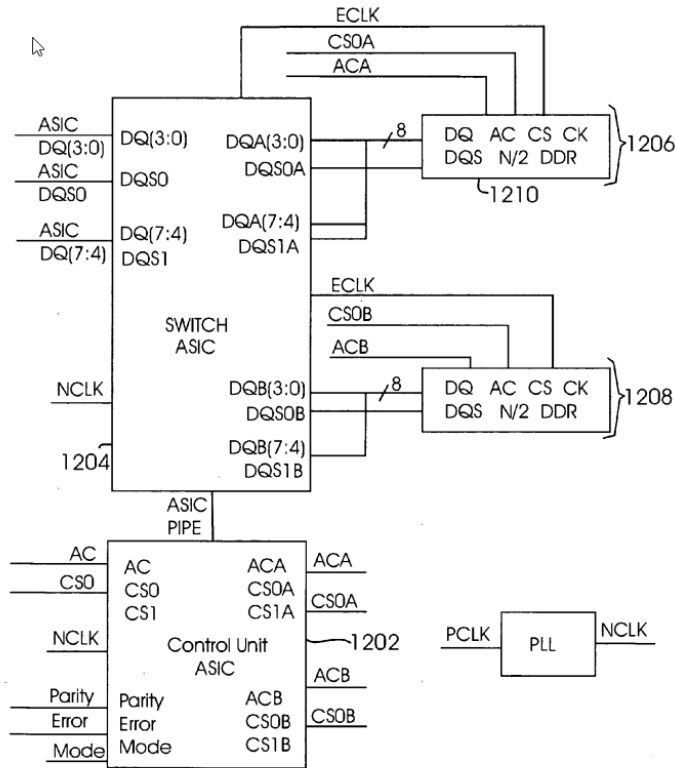 ECLK
CS0A
ACA
ASIC
DQ(3:0)
ASIC
DQS0
ASIC
DQ(7:4)
DQ(3:0)
DQS0
DQ(7:4)
DQS1
DQA(3:0)
DQS0A
DQA(7:4)
DQS1A
8
DQ AC CS CK
DQS N/2 DDR
1206
1210
SWITCH
ASIC
ECLK
CS0B
ACB
NCLK
DQB(3:0)
DQS0B
DQB(7:4)
DQS1B
8
DQ AC CS CK
DQS N/2 DDR
1208
1204
ASIC
PIPE
AC
CS0
NCLK
Parity
Error
Mode
AC
CS0
CS1
ACA
CS0A
CS1A
Control Unit
ASIC
Parity
Error
Mode
ACB
CS0B
CS1B
ACA
CS0A
1202
ACB
CS0B
PCLK
PLL
NCLK